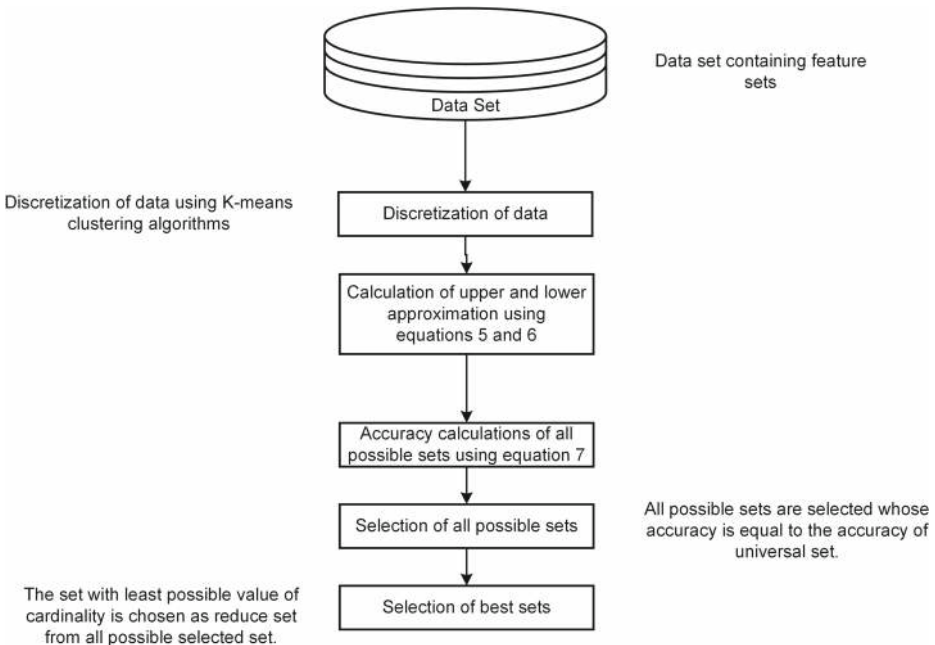 Data set containing feature
sets
Data Set
Discretization of data using K-means
clustering algorithms
Discretization of data
Calculation of upper and lower
approximation using
equations 5 and 6
Accuracy calculations of all
possible sets using equation 7
Selection of all possible sets
All possible sets are selected whose
accuracy is equal to the accuracy of
universal set.
The set with least possible value of
cardinality is chosen as reduce set
from all possible selected set.
Selection of best sets